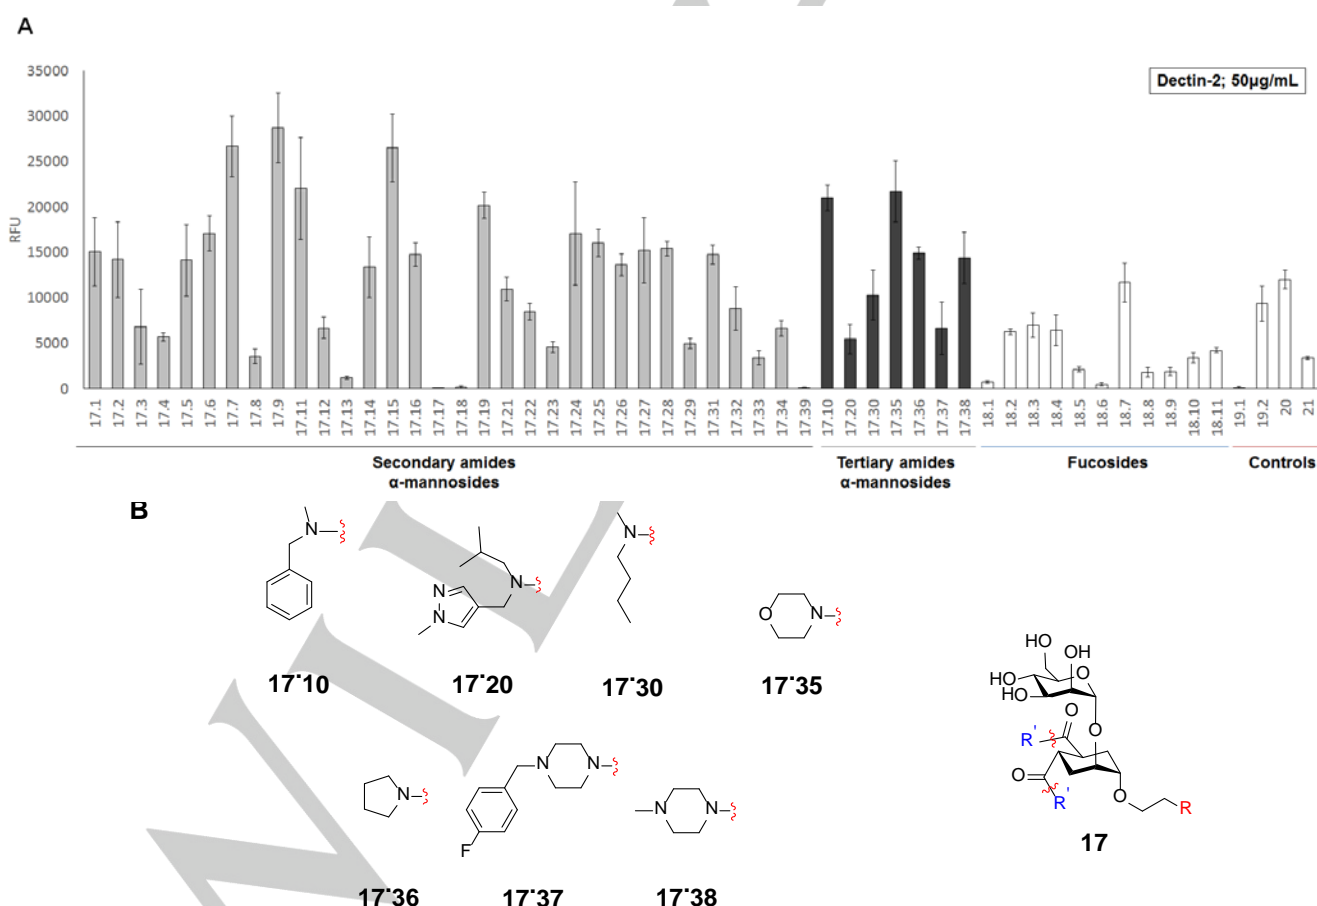 A
Dectin-2; 50µg/mL
35000
30000
25000
20000
15000
10000
5000
0
RFU
17.1 17.2 17.3 17.4 17.5 17.6 17.7 17.8 17.9 17.11 17.12 17.13 17.14 17.15 17.16 17.17 17.18 17.19 17.21 17.22 17.23 17.24 17.25 17.26 17.27 17.28 17.29 17.31 17.32 17.33 17.34 17.39 17.10 17.20 17.30 17.35 17.36 17.37 17.38 18.1 18.2 18.3 18.4 18.5 18.6 18.7 18.8 18.9 18.10 18.11 19.1 19.2 20 21
Secondary amides
α-mannosides
Tertiary amides
α-mannosides
Fucosides
Controls
B
N
N
N
N
N
O N
17.10
17.20
17.30
17.35
HO
OH
HO
O
HO
O
O
R'
O
R'
O
R
17
N
N N
F
N N
17.36
17.37
17.38